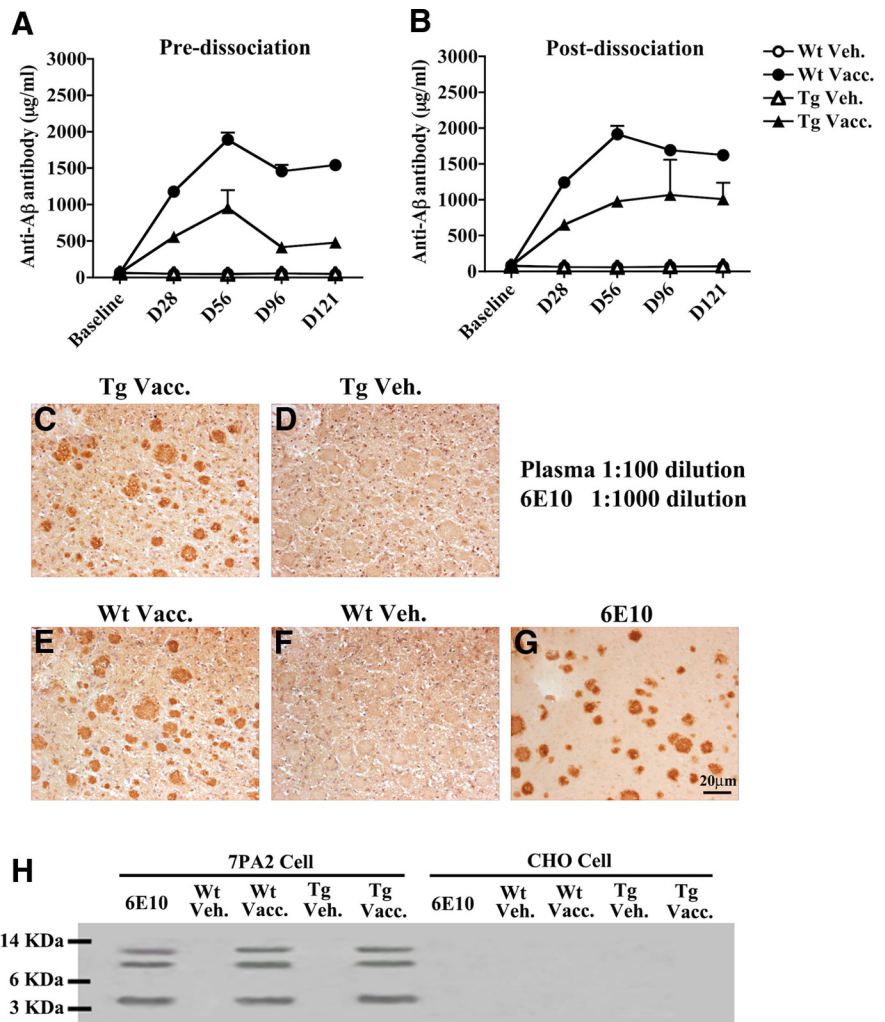 A
Pre-dissociation
Anti-Aβ antibody (μg/ml)
3000
2500
2000
1500
1000
500
0
Baseline
D28
D56
D96
D121
B
Post-dissociation
Anti-Aβ antibody (μg/ml)
3000
2500
2000
1500
1000
500
0
Baseline
D28
D56
D96
D121
Wt Veh.
Wt Vacc.
Tg Veh.
Tg Vacc.
Tg Vacc.
C
Tg Veh.
D
Plasma 1:100 dilution
6E10 1:1000 dilution
Wt Vacc.
E
Wt Veh.
F
6E10
G
20μm
H
7PA2 Cell
CHO Cell
6E10
Wt Veh.
Wt Vacc.
Tg Veh.
Tg Vacc.
6E10
Wt Veh.
Wt Vacc.
Tg Veh.
Tg Vacc.
14 KDa
6 KDa
3 KDa